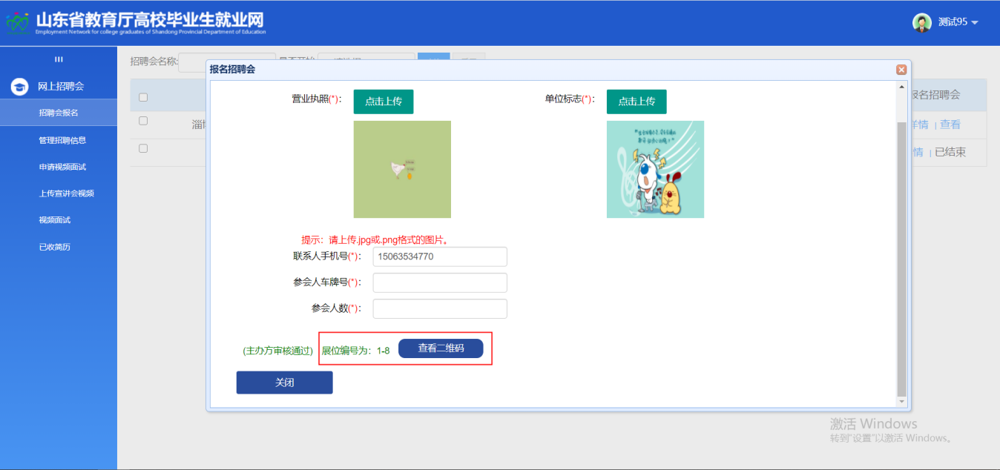 山东省教育厅高校毕业生就业网
Employment Network for college graduates of Shandong Provincial Department of Education
测试95
网上招聘会
招聘会报名
管理招聘信息
申请视频面试
上传宣讲会视频
视频面试
已收简历
招聘会名称:
报名招聘会
营业执照(*)： 点击上传
单位标志(*)： 点击上传
提示：请上传.jpg或.png格式的图片。
联系人手机号(*)： 15063534770
参会人车牌号(*)：
参会人数(*)：
(主办方审核通过) 展位编号为：1-8 查看二维码
关闭
报名招聘会
详情 | 查看
情 | 已结束
激活 Windows
转到"设置"以激活 Windows。